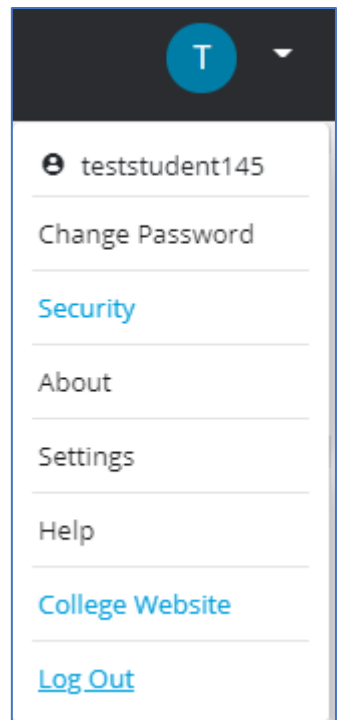 T
teststudent145
Change Password
Security
About
Settings
Help
College Website
Log Out